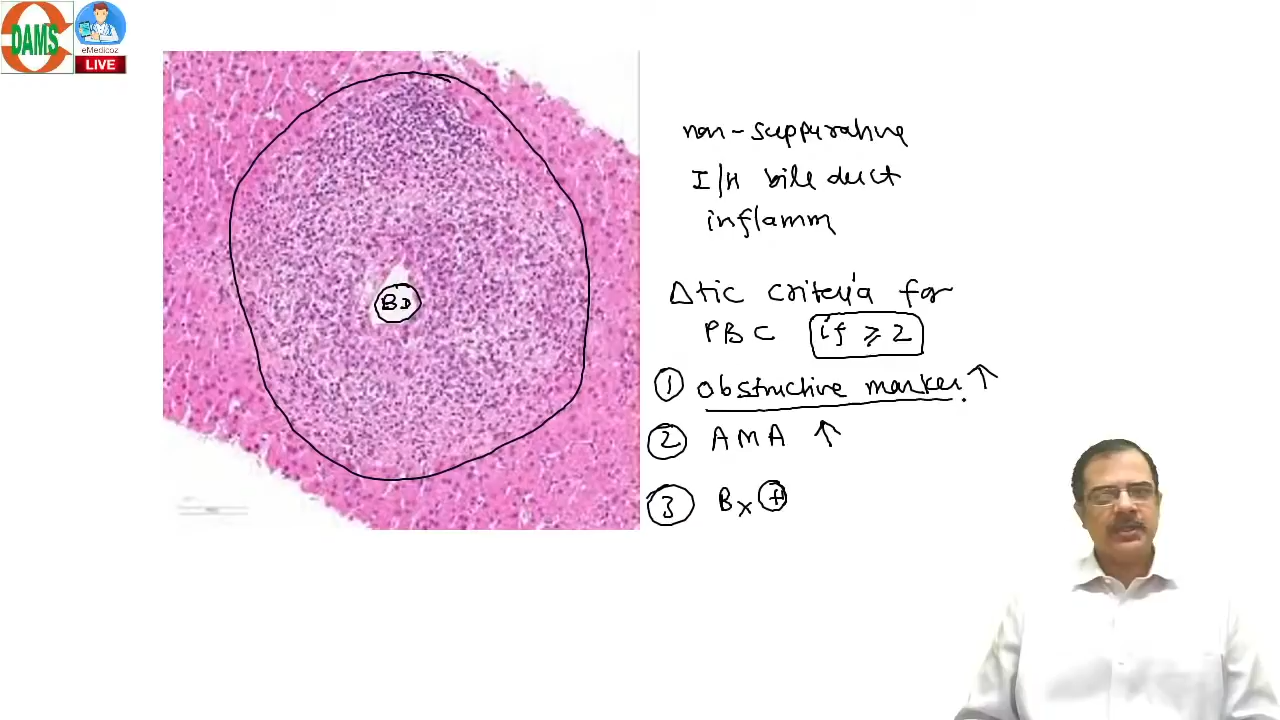 DAMS
eMedicoz
LIVE
non-suppurative
I/H bile duct
inflamm
BD
Δtic criteria for
PBC if ≥ 2
① obstructive marker ↑
② AMA ↑
③ Bx ⊕